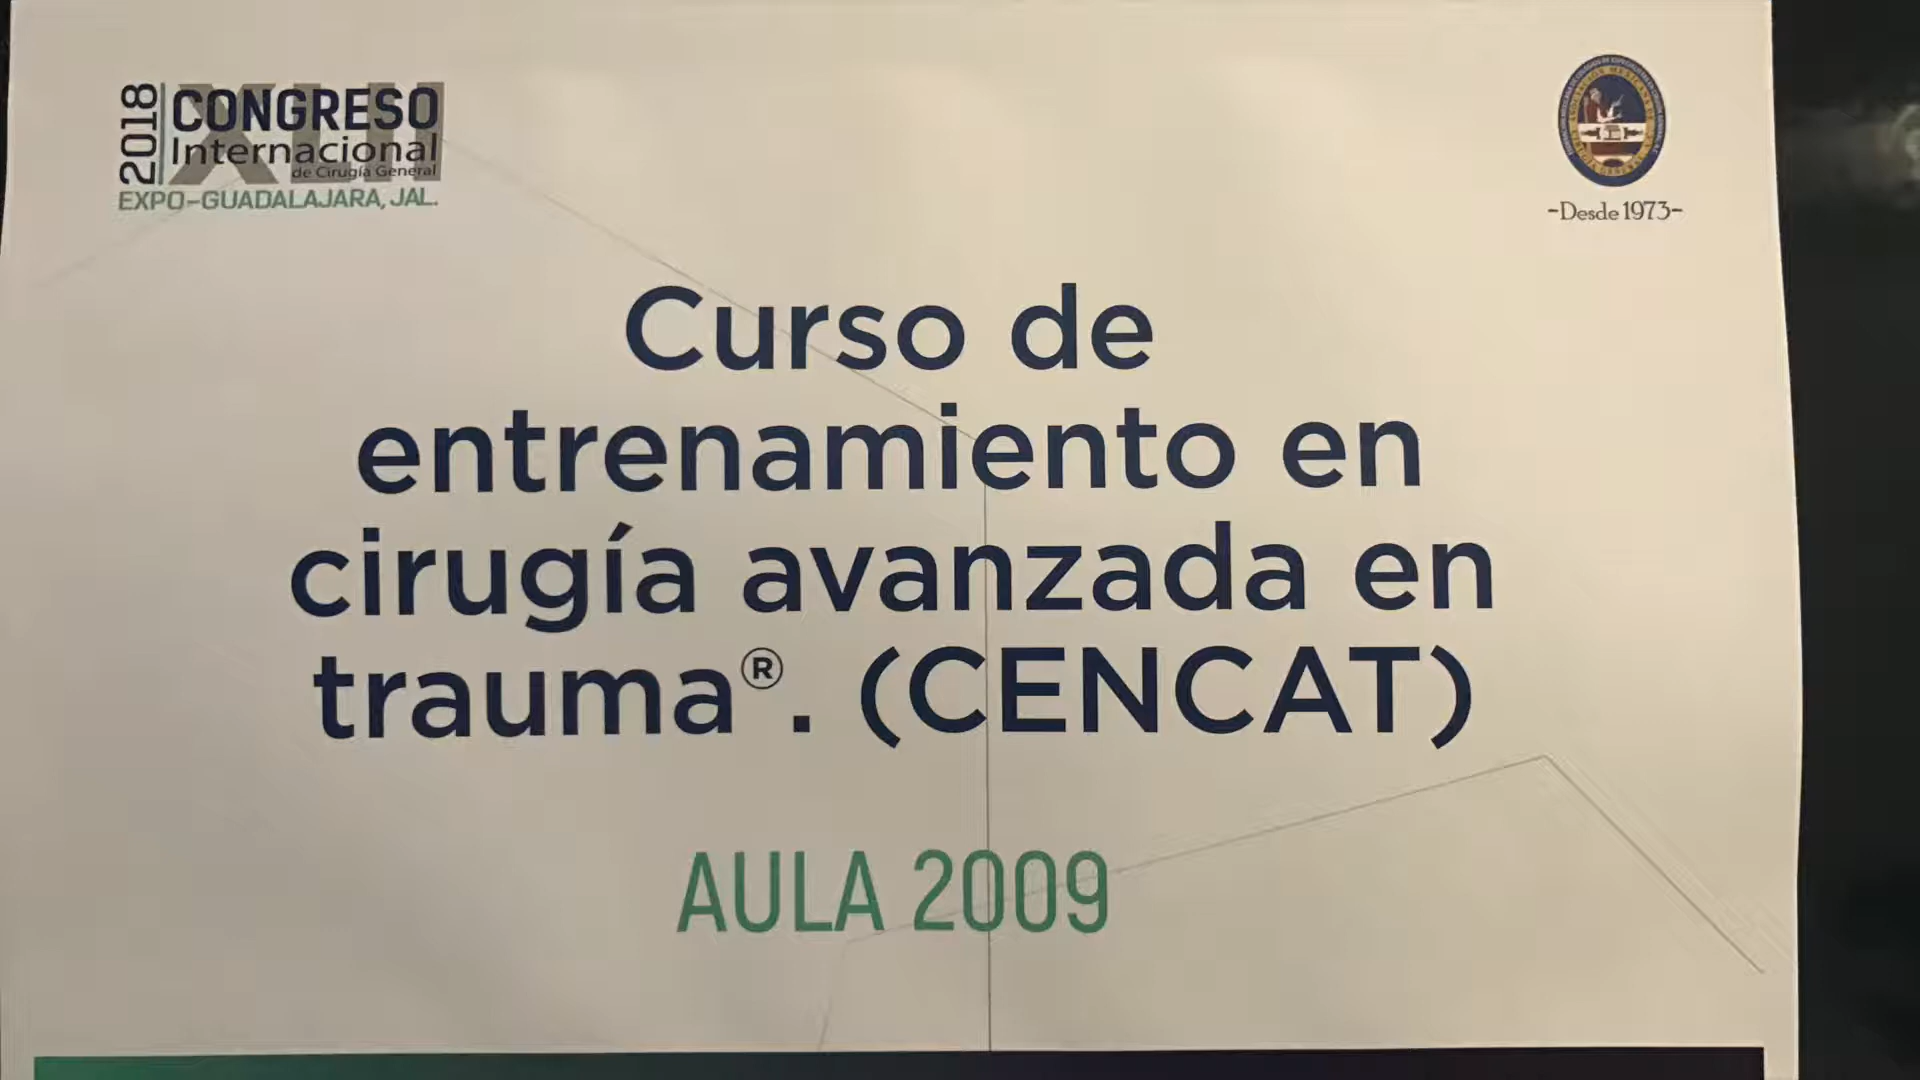 2018
XLII
CONGRESO
Internacional
de Cirugía General
EXPO-GUADALAJARA, JAL.
-Desde 1973-
Curso de
entrenamiento en
cirugía avanzada en
trauma®. (CENCAT)
AULA 2009